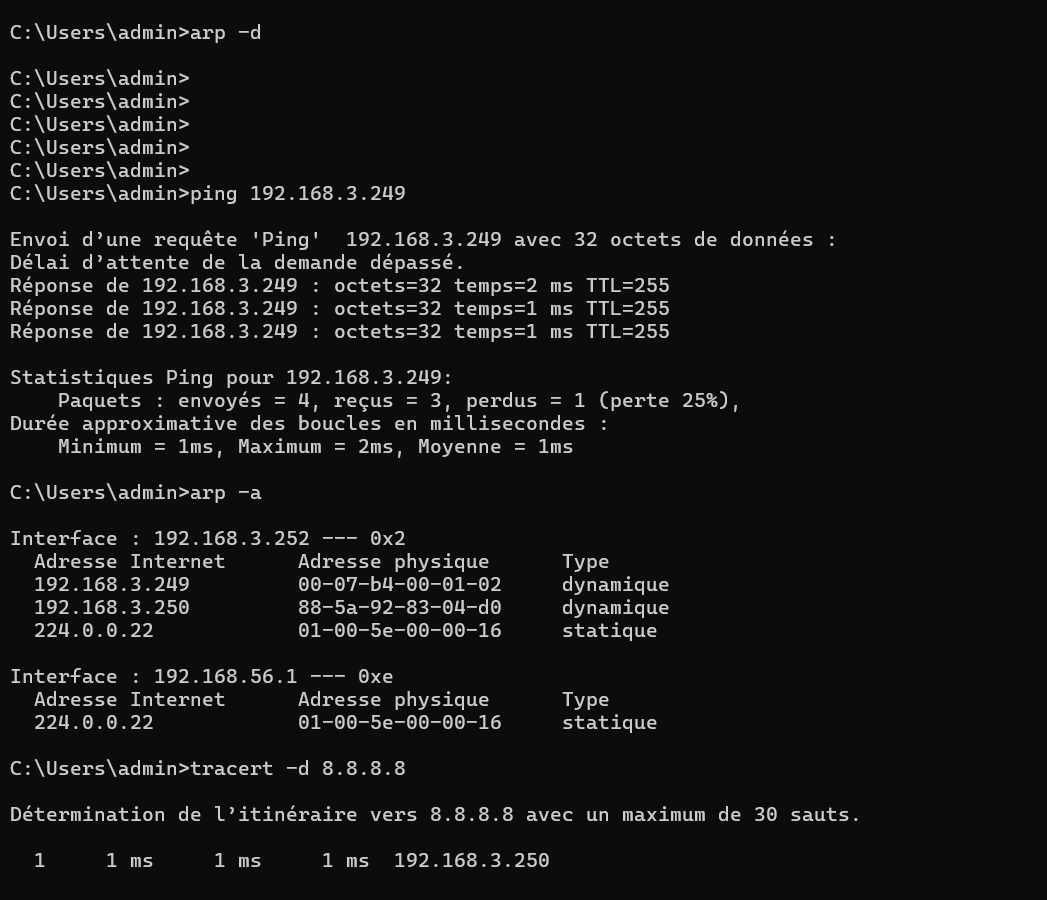 C:\Users\admin>arp -d
C:\Users\admin>
C:\Users\admin>
C:\Users\admin>
C:\Users\admin>
C:\Users\admin>
C:\Users\admin>ping 192.168.3.249
Envoi d’une requête 'Ping'  192.168.3.249 avec 32 octets de données :
Délai d’attente de la demande dépassé.
Réponse de 192.168.3.249 : octets=32 temps=2 ms TTL=255
Réponse de 192.168.3.249 : octets=32 temps=1 ms TTL=255
Réponse de 192.168.3.249 : octets=32 temps=1 ms TTL=255
Statistiques Ping pour 192.168.3.249:
    Paquets : envoyés = 4, reçus = 3, perdus = 1 (perte 25%),
Durée approximative des boucles en millisecondes :
    Minimum = 1ms, Maximum = 2ms, Moyenne = 1ms
C:\Users\admin>arp -a
Interface : 192.168.3.252 --- 0x2
  Adresse Internet      Adresse physique      Type
  192.168.3.249         00-07-b4-00-01-02     dynamique
  192.168.3.250         88-5a-92-83-04-d0     dynamique
  224.0.0.22            01-00-5e-00-00-16     statique
Interface : 192.168.56.1 --- 0xe
  Adresse Internet      Adresse physique      Type
  224.0.0.22            01-00-5e-00-00-16     statique
C:\Users\admin>tracert -d 8.8.8.8
Détermination de l’itinéraire vers 8.8.8.8 avec un maximum de 30 sauts.
  1     1 ms     1 ms     1 ms  192.168.3.250